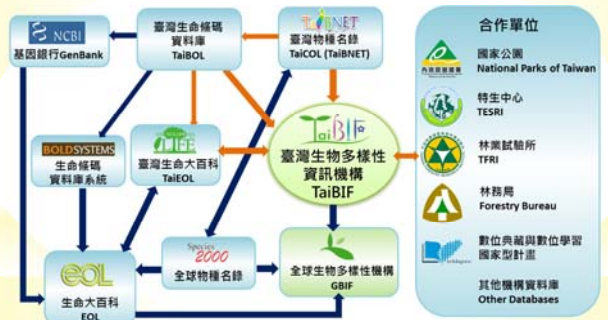 NCBI
基因銀行GenBank
臺灣生命條碼
資料庫
TaiBOL
TAIBNET
臺灣物種名錄
TaiCOL (TaiBNET)
BOLDSYSTEMS
生命條碼
資料庫系統
LIFE
臺灣生命大百科
TaiEOL
TaiBIF
臺灣生物多樣性
資訊機構
TaiBIF
eol
生命大百科
EOL
Species
2000
全球物種名錄
全球生物多樣性機構
GBIF
合作單位
國家公園
National Parks of Taiwan
特生中心
TESRI
林業試驗所
TFRI
林務局
Forestry Bureau
數位典藏與數位學習
國家型計畫
其他機構資料庫
Other Databases